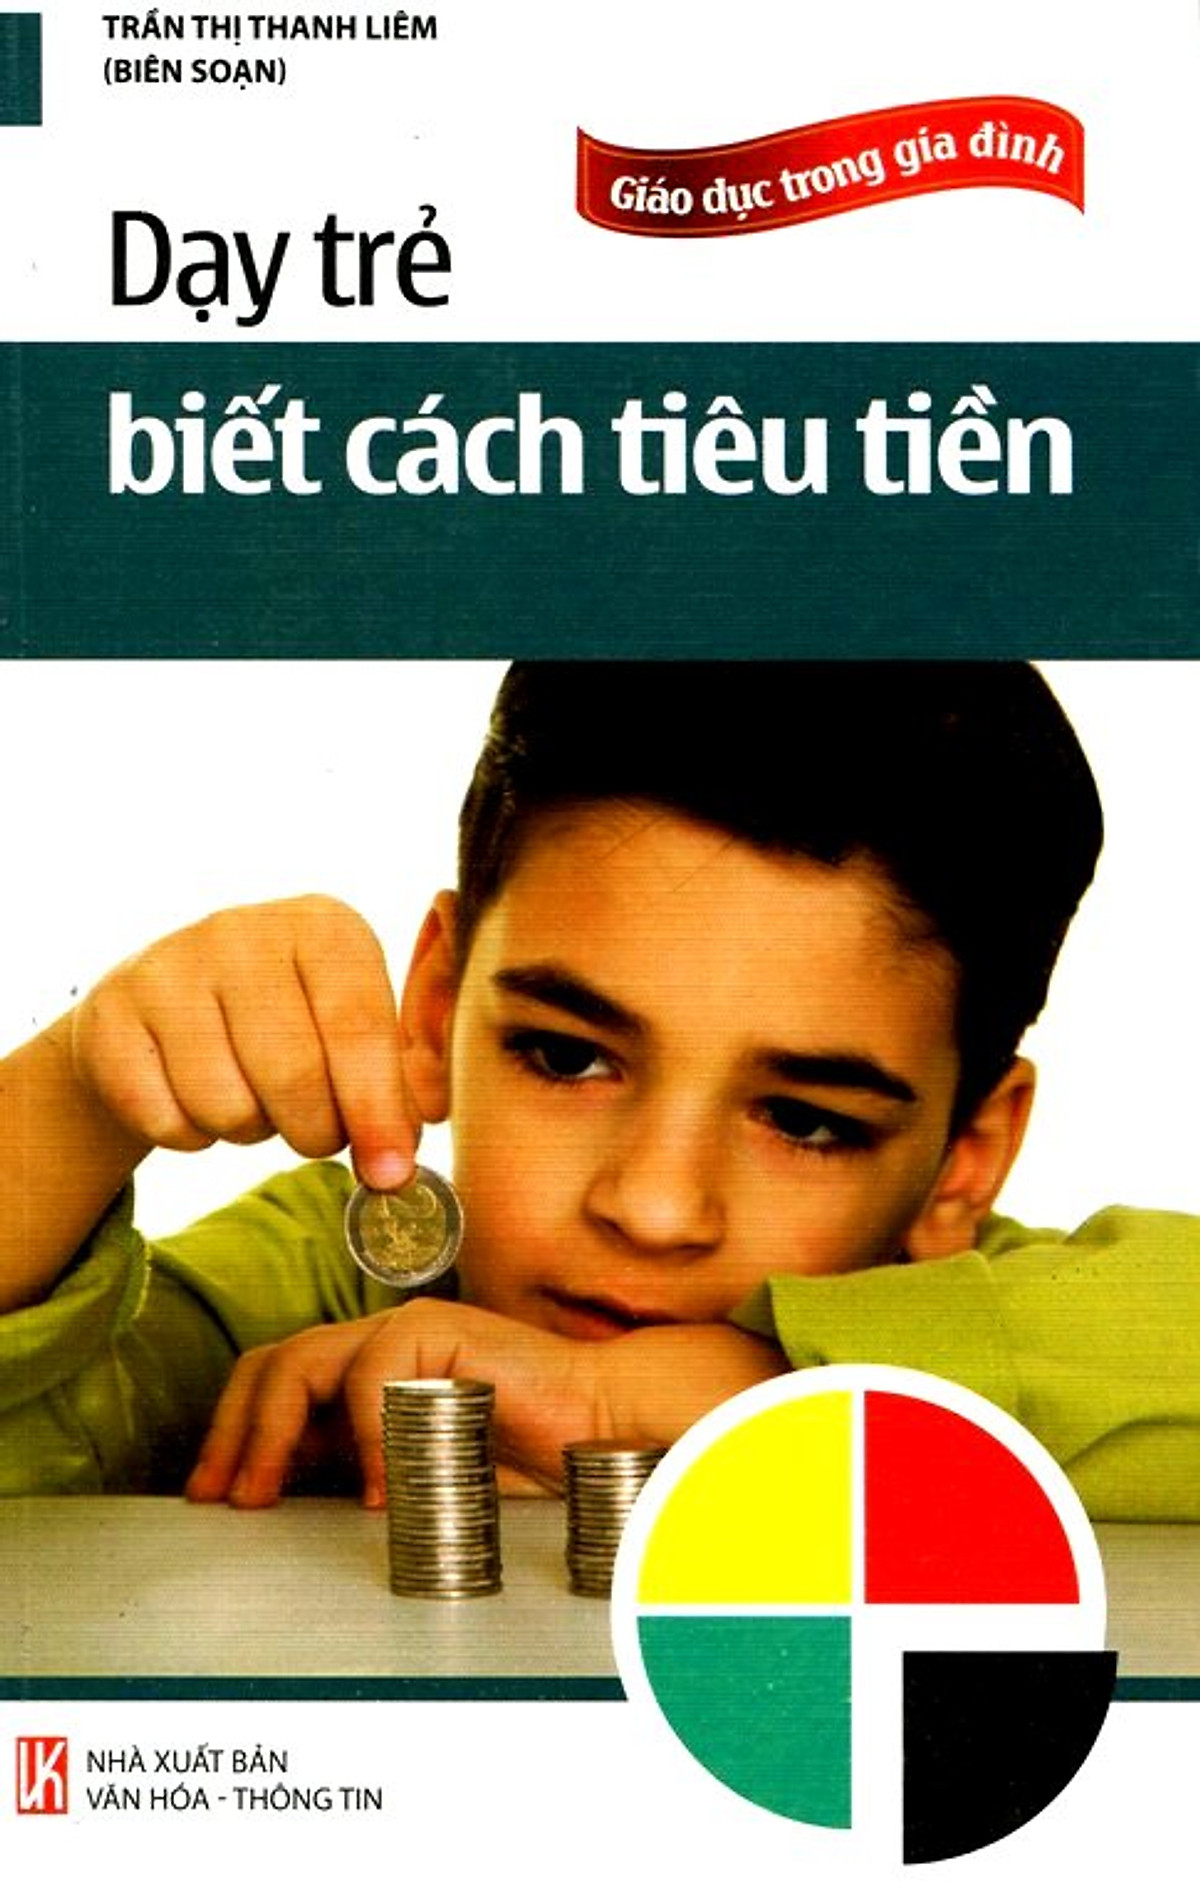 TRẦN THỊ THANH LIÊM
(BIÊN SOẠN)
Giáo dục trong gia đình
Dạy trẻ
biết cách tiêu tiền
NHÀ XUẤT BẢN
VĂN HÓA - THÔNG TIN